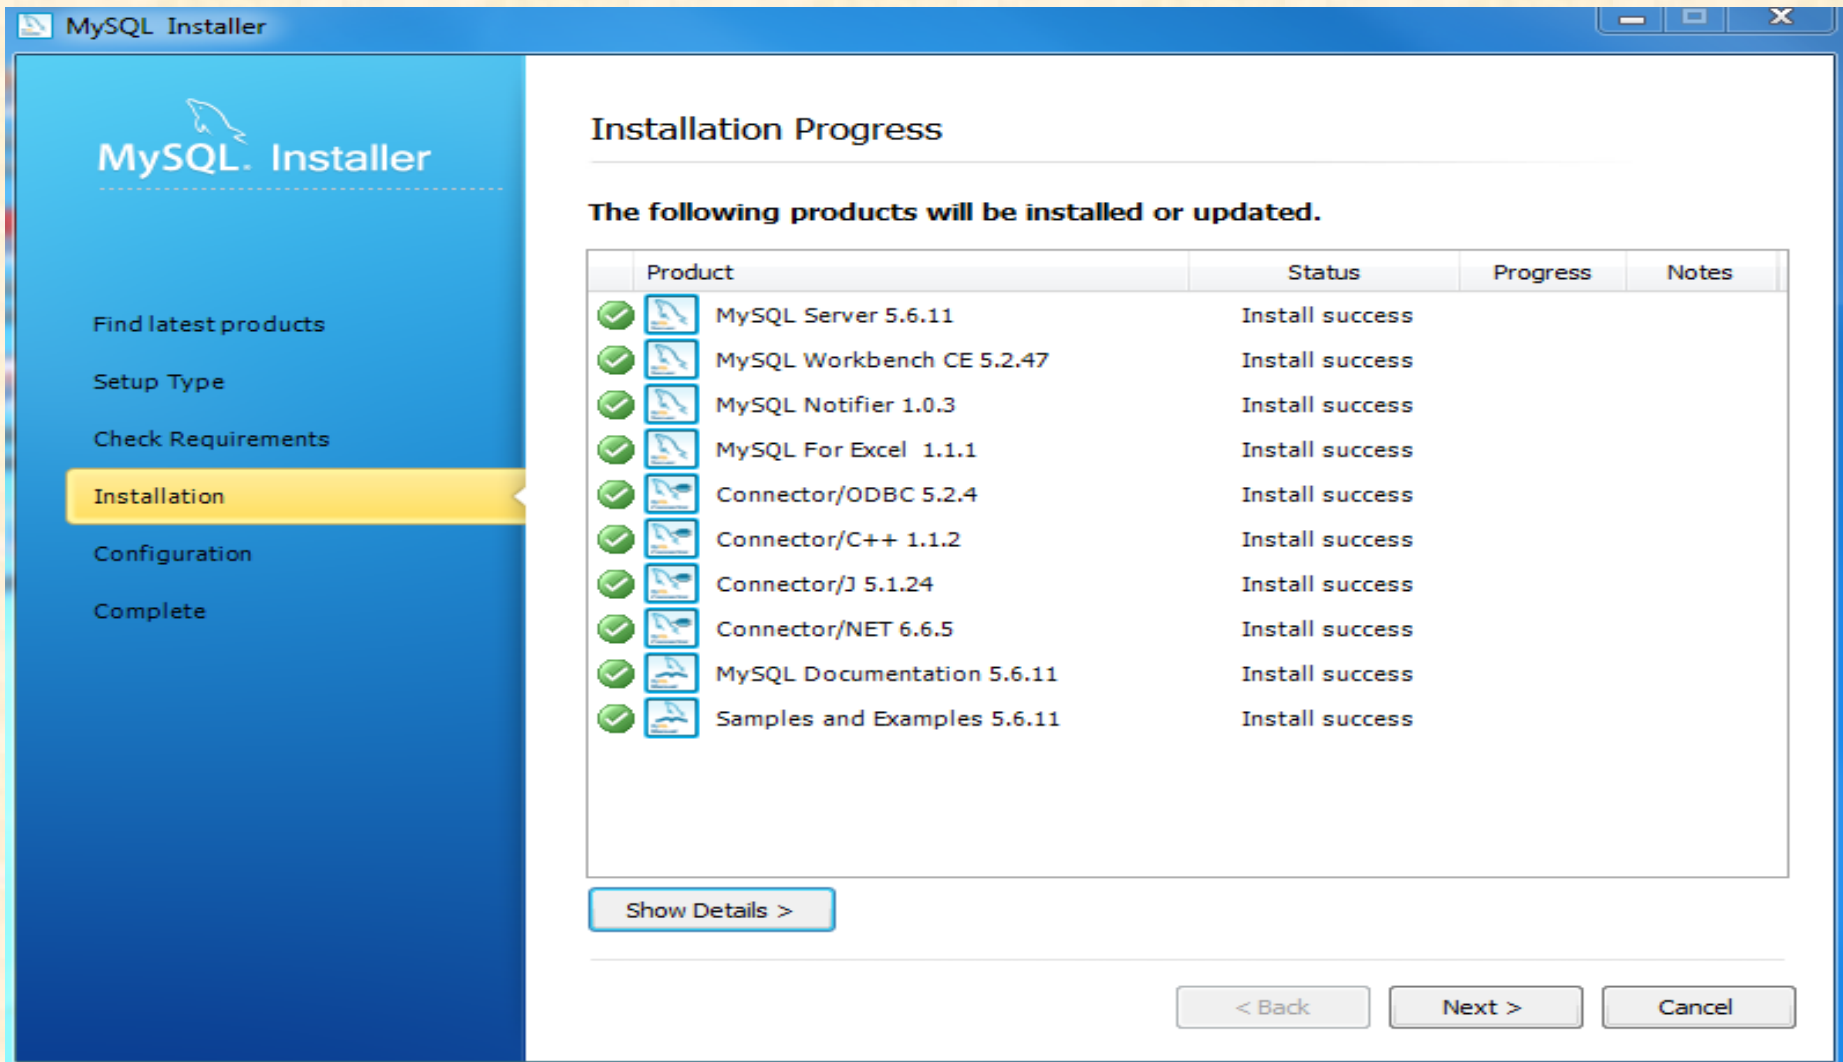 MySQL Installer
MySQL. Installer
Find latest products
Setup Type
Check Requirements
Installation
Configuration
Complete
Installation Progress
The following products will be installed or updated.
Product Status Progress Notes
MySQL Server 5.6.11 Install success
MySQL Workbench CE 5.2.47 Install success
MySQL Notifier 1.0.3 Install success
MySQL For Excel 1.1.1 Install success
Connector/ODBC 5.2.4 Install success
Connector/C++ 1.1.2 Install success
Connector/J 5.1.24 Install success
Connector/NET 6.6.5 Install success
MySQL Documentation 5.6.11 Install success
Samples and Examples 5.6.11 Install success
Show Details >
< Back Next > Cancel